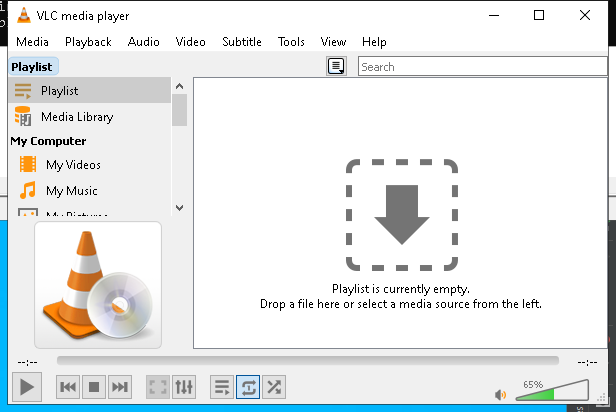 VLC media player
Media Playback Audio Video Subtitle Tools View Help
Playlist
Search
Playlist
Media Library
My Computer
My Videos
My Music
My Pictures
Playlist is currently empty.
Drop a file here or select a media source from the left.
--:-- --:--
65%